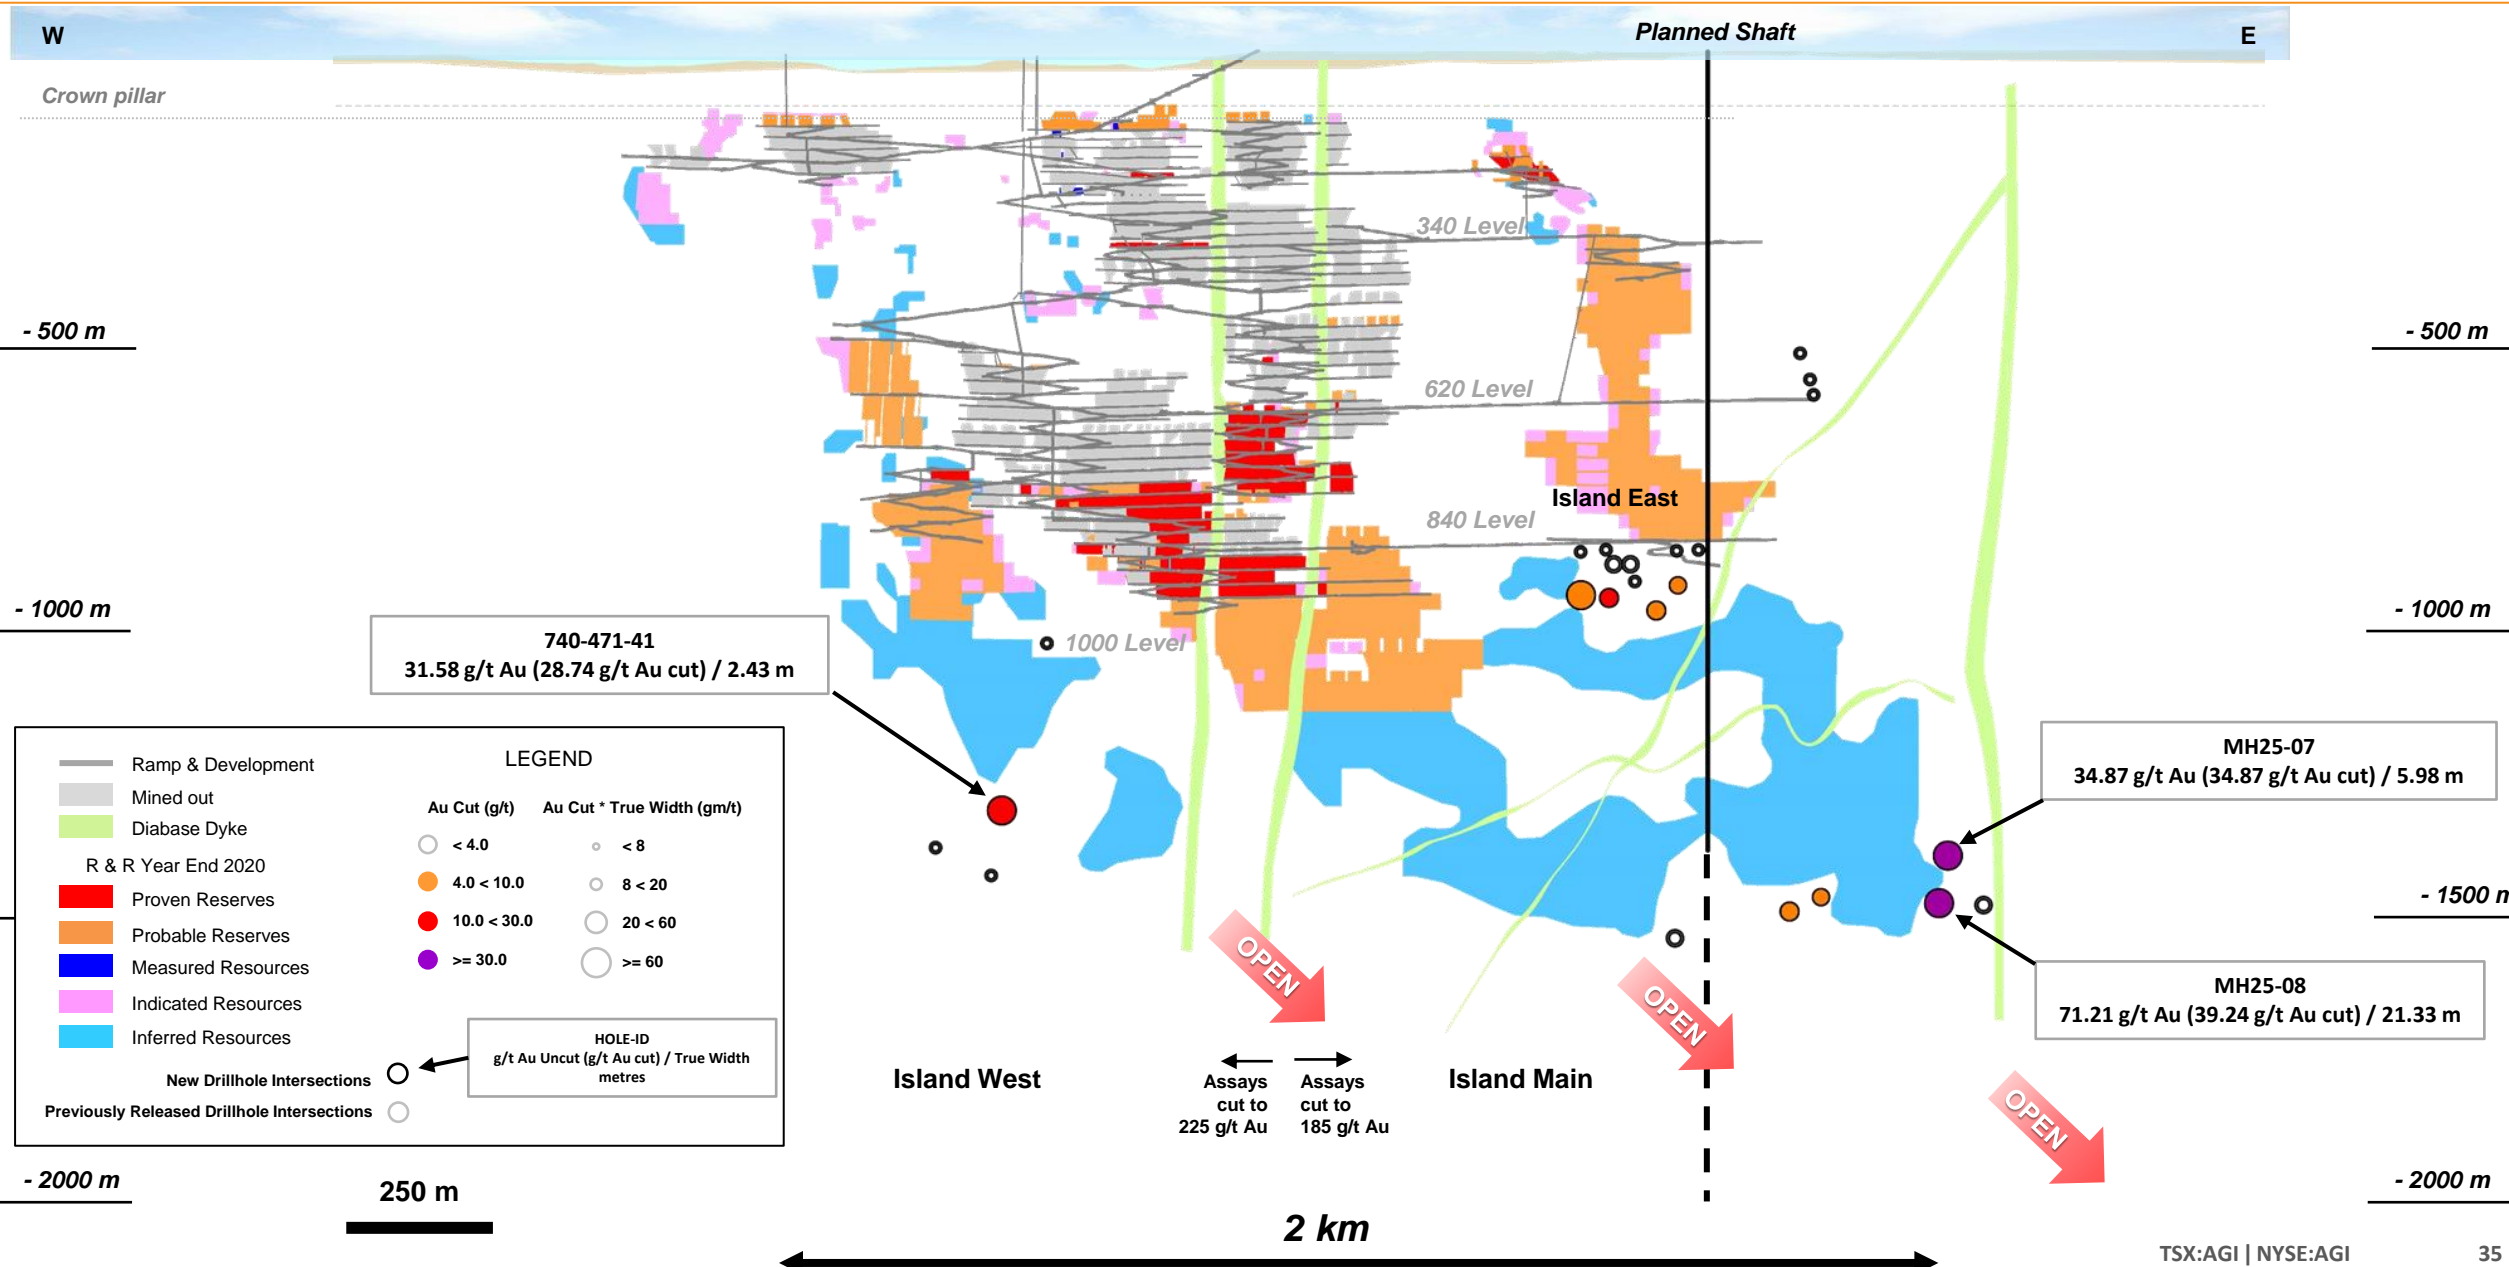 W
Planned Shaft
E
Crown pillar
340 Level
- 500 m
- 500 m
620 Level
Island East
840 Level
- 1000 m
- 1000 m
740-471-41
31.58 g/t Au (28.74 g/t Au cut) / 2.43 m
1000 Level
LEGEND
Ramp & Development
Mined out
Diabase Dyke
R & R Year End 2020
Proven Reserves
Probable Reserves
Measured Resources
Indicated Resources
Inferred Resources
Au Cut (g/t)
< 4.0
4.0 < 10.0
10.0 < 30.0
>= 30.0
Au Cut * True Width (gm/t)
< 8
8 < 20
20 < 60
>= 60
HOLE-ID
g/t Au Uncut (g/t Au cut) / True Width
metres
New Drillhole Intersections
Previously Released Drillhole Intersections
MH25-07
34.87 g/t Au (34.87 g/t Au cut) / 5.98 m
- 1500 m
MH25-08
71.21 g/t Au (39.24 g/t Au cut) / 21.33 m
OPEN
OPEN
OPEN
Island West
Assays
cut to
225 g/t Au
Assays
cut to
185 g/t Au
Island Main
- 2000 m
- 2000 m
250 m
2 km
TSX:AGI | NYSE:AGI
35